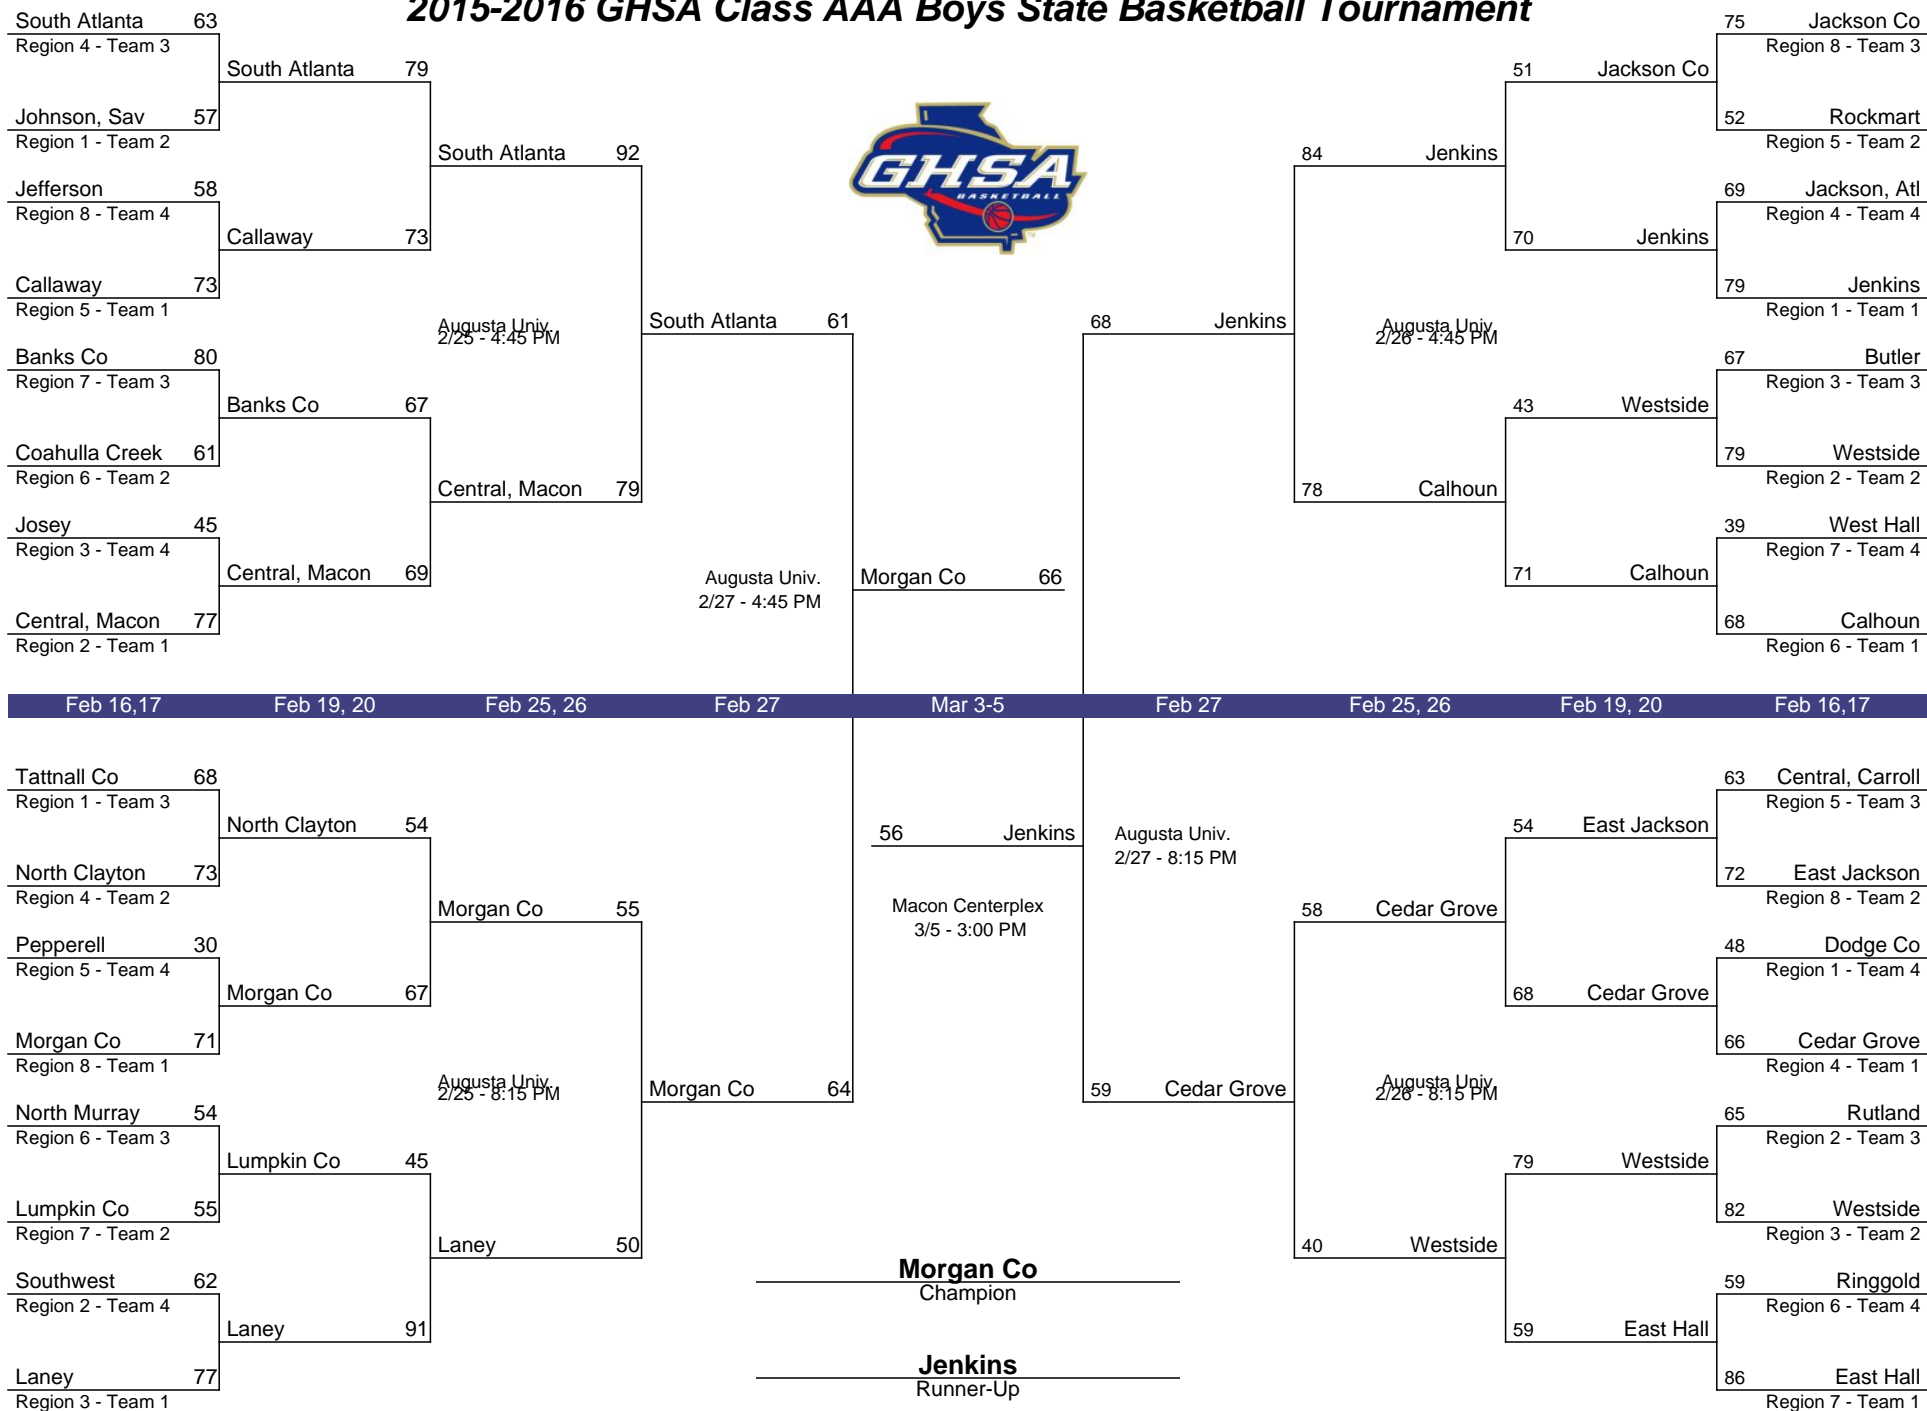 2015-2016 GHSA Class AAA Boys State Basketball Tournament
South Atlanta 63
Region 4 - Team 3
Johnson, Sav 57
Region 1 - Team 2
Jefferson 58
Region 8 - Team 4
Callaway 73
Region 5 - Team 1
Banks Co 80
Region 7 - Team 3
Coahulla Creek 61
Region 6 - Team 2
Josey 45
Region 3 - Team 4
Central, Macon 77
Region 2 - Team 1
South Atlanta 79
Callaway 73
Banks Co 67
Central, Macon 69
South Atlanta 92
Augusta Univ.
2/25 - 4:45 PM
Central, Macon 79
South Atlanta 61
Augusta Univ.
2/27 - 4:45 PM
GHSA
BASKETBALL
TM
Morgan Co 66
68 Jenkins
84 Jenkins
Augusta Univ.
2/26 - 4:45 PM
78 Calhoun
51 Jackson Co
70 Jenkins
43 Westside
71 Calhoun
75 Jackson Co
Region 8 - Team 3
52 Rockmart
Region 5 - Team 2
69 Jackson, Atl
Region 4 - Team 4
79 Jenkins
Region 1 - Team 1
67 Butler
Region 3 - Team 3
79 Westside
Region 2 - Team 2
39 West Hall
Region 7 - Team 4
68 Calhoun
Region 6 - Team 1
Feb 16,17 Feb 19, 20 Feb 25, 26 Feb 27 Mar 3-5 Feb 27 Feb 25, 26 Feb 19, 20 Feb 16,17
Tattnall Co 68
Region 1 - Team 3
North Clayton 73
Region 4 - Team 2
Pepperell 30
Region 5 - Team 4
Morgan Co 71
Region 8 - Team 1
North Murray 54
Region 6 - Team 3
Lumpkin Co 55
Region 7 - Team 2
Southwest 62
Region 2 - Team 4
Laney 77
Region 3 - Team 1
North Clayton 54
Morgan Co 67
Lumpkin Co 45
Laney 91
Morgan Co 55
Augusta Univ.
2/25 - 8:15 PM
Laney 50
Morgan Co 64
56 Jenkins
Macon Centerplex
3/5 - 3:00 PM
Morgan Co
Champion
Jenkins
Runner-Up
Augusta Univ.
2/27 - 8:15 PM
59 Cedar Grove
58 Cedar Grove
Augusta Univ.
2/26 - 8:15 PM
40 Westside
54 East Jackson
68 Cedar Grove
79 Westside
59 East Hall
63 Central, Carroll
Region 5 - Team 3
72 East Jackson
Region 8 - Team 2
48 Dodge Co
Region 1 - Team 4
66 Cedar Grove
Region 4 - Team 1
65 Rutland
Region 2 - Team 3
82 Westside
Region 3 - Team 2
59 Ringgold
Region 6 - Team 4
86 East Hall
Region 7 - Team 1